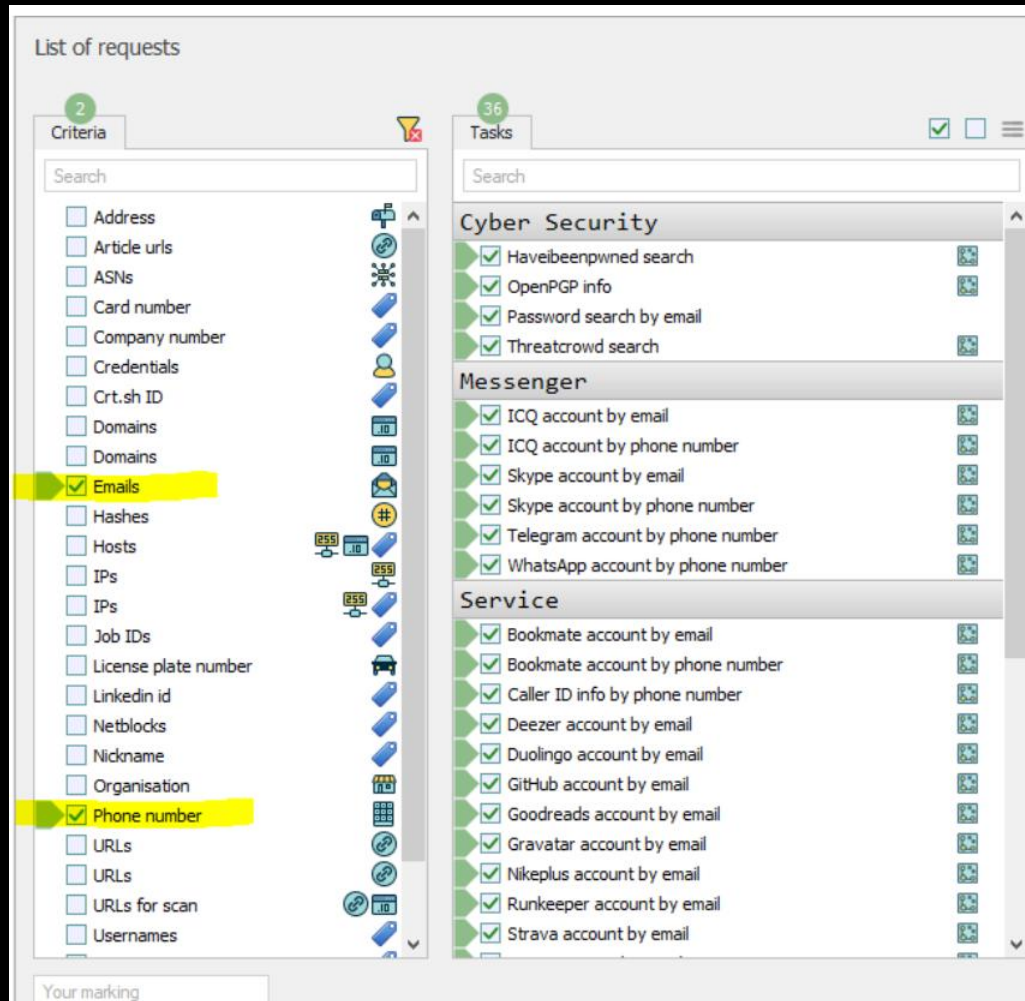 List of requests
2
Criteria
Search
Address
Article urls
ASNs
Card number
Company number
Credentials
Crt.sh ID
Domains
Domains
Emails
Hashes
Hosts
IPs
IPs
Job IDs
License plate number
Linkedin id
Netblocks
Nickname
Organisation
Phone number
URLs
URLs
URLs for scan
Usernames
Your marking
36
Tasks
Search
Cyber Security
Haveibeenpwned search
OpenPGP info
Password search by email
Threatcrowd search
Messenger
ICQ account by email
ICQ account by phone number
Skype account by email
Skype account by phone number
Telegram account by phone number
WhatsApp account by phone number
Service
Bookmate account by email
Bookmate account by phone number
Caller ID info by phone number
Deezer account by email
Duolingo account by email
GitHub account by email
Goodreads account by email
Gravatar account by email
Nikeplus account by email
Runkeeper account by email
Strava account by email